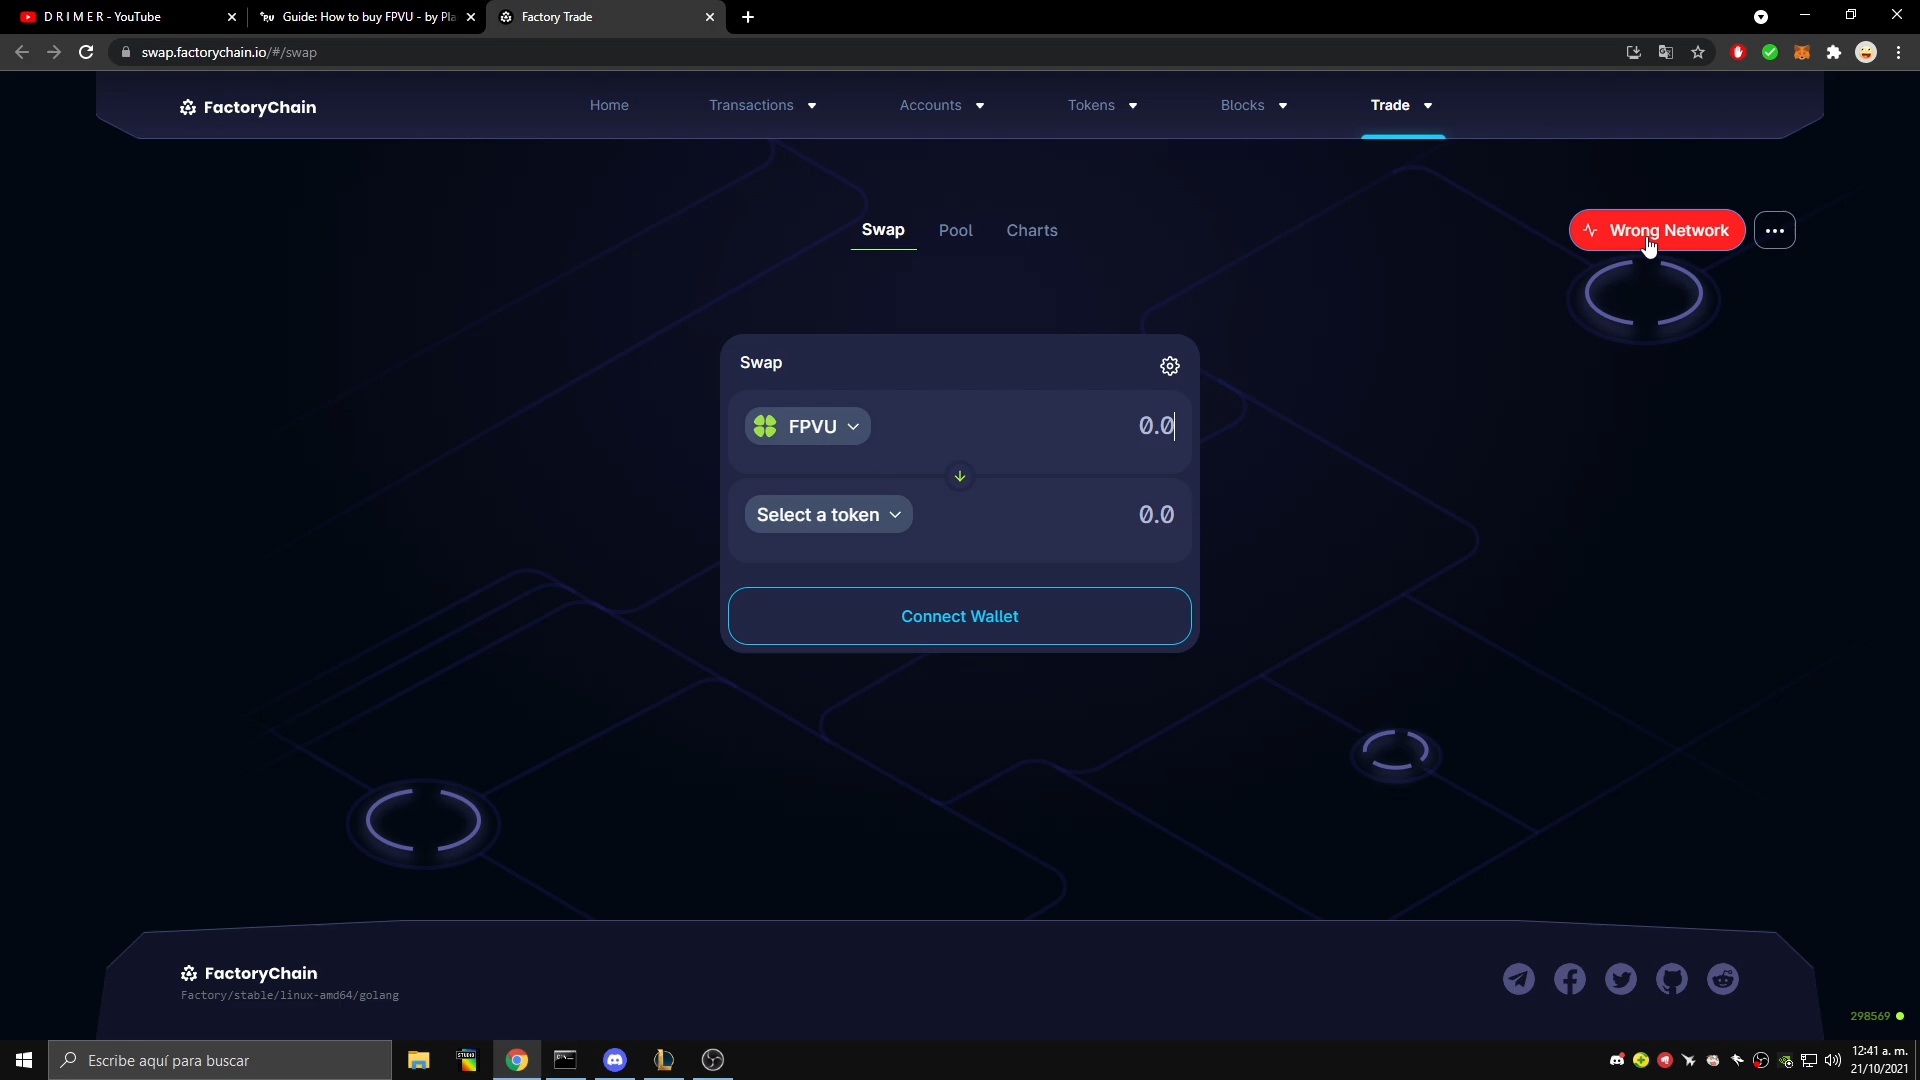 D R I M E R - YouTube
Guide: How to buy FPVU - by Pla
Factory Trade
swap.factorychain.io/#/swap
FactoryChain
Home
Transactions
Accounts
Tokens
Blocks
Trade
Swap
Pool
Charts
Wrong Network
Swap
FPVU
0.0
Select a token
0.0
Connect Wallet
FactoryChain
Factory/stable/linux-amd64/golang
298569
Escribe aquí para buscar
STUDIO
12:41 a. m.
21/10/2021